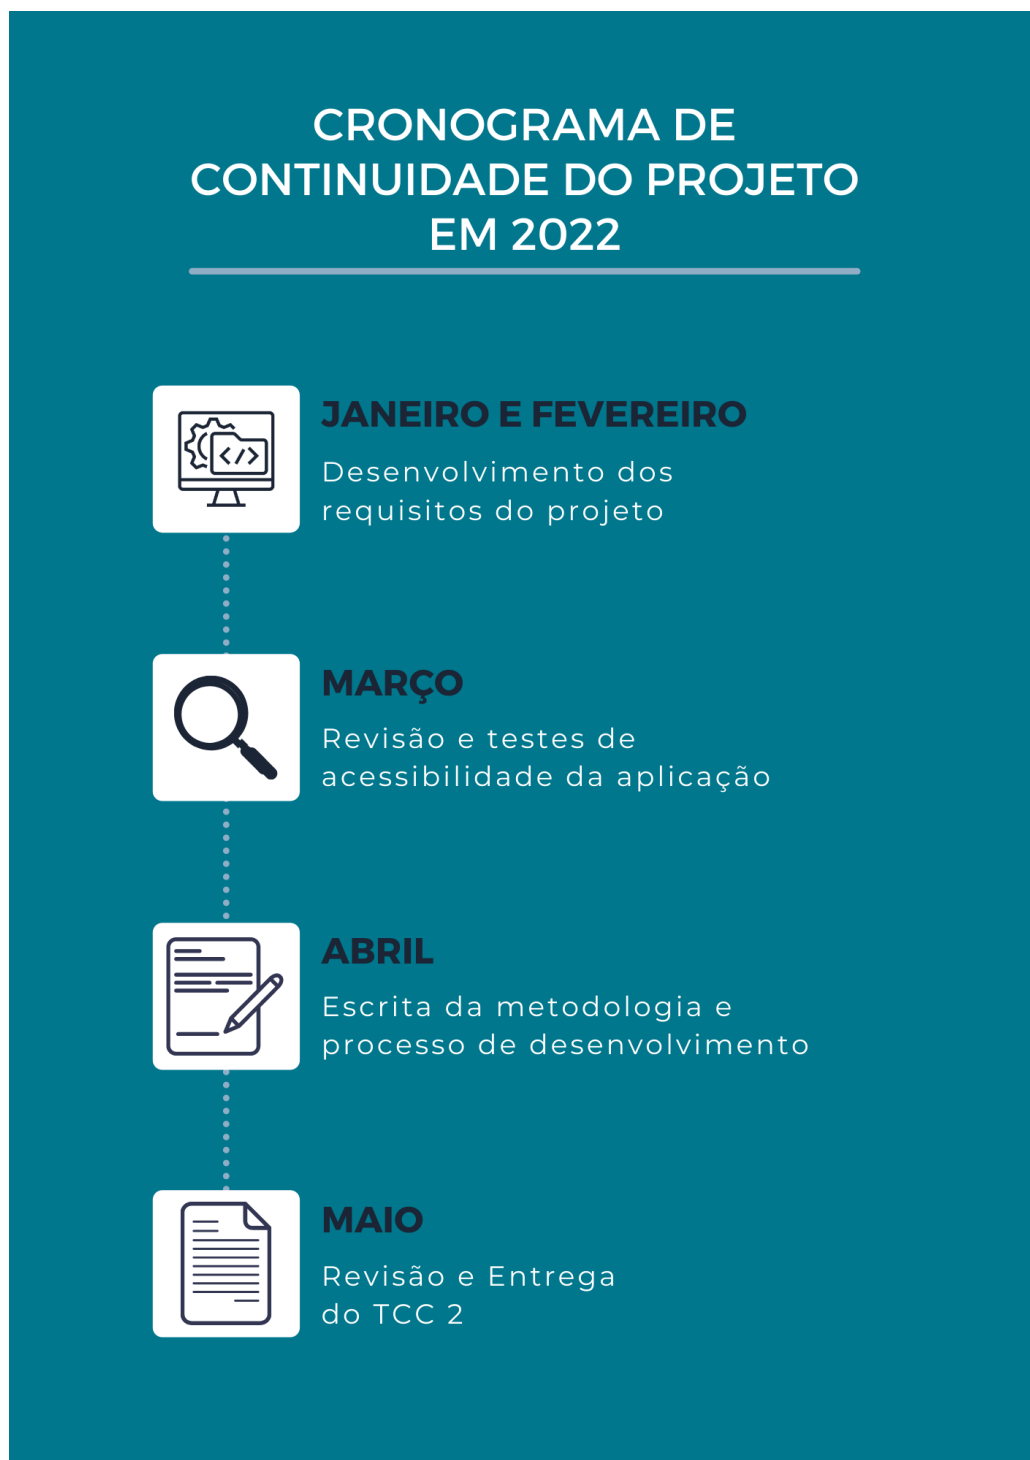 CRONOGRAMA DE
CONTINUIDADE DO PROJETO
EM 2022
JANEIRO E FEVEREIRO
Desenvolvimento dos
requisitos do projeto
MARÇO
Revisão e testes de
acessibilidade da aplicação
ABRIL
Escrita da metodologia e
processo de desenvolvimento
MAIO
Revisão e Entrega
do TCC 2